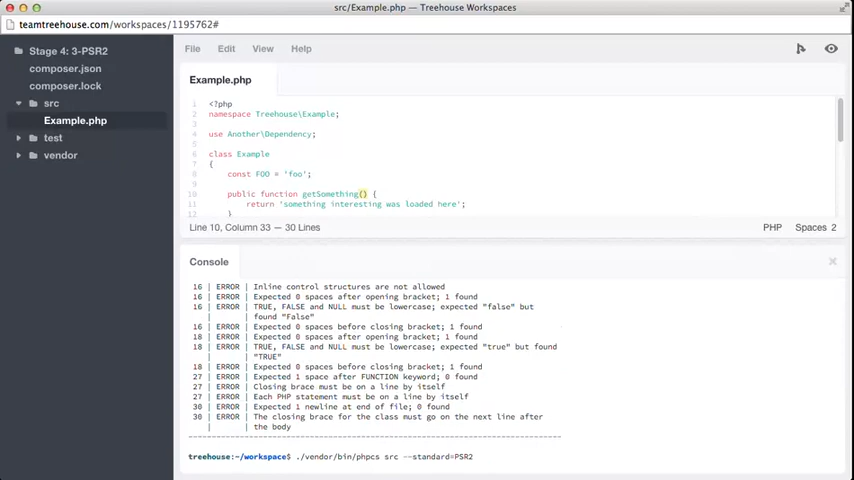 src/Example.php — Treehouse Workspaces
teamtreehouse.com/workspaces/1195762#
Stage 4: 3-PSR2
composer.json
composer.lock
src
Example.php
test
vendor
File Edit View Help
Example.php
1 <?php
2 namespace Treehouse\Example;
3
4 use Another\Dependency;
5
6 class Example
7 {
8 const FOO = 'foo';
9
10 public function getSomething() {
11 return 'something interesting was loaded here';
12 }
Line 10, Column 33 — 30 Lines
PHP Spaces 2
Console
16 | ERROR | Inline control structures are not allowed
16 | ERROR | Expected 0 spaces after opening bracket; 1 found
16 | ERROR | TRUE, FALSE and NULL must be lowercase; expected "false" but
| | found "False"
16 | ERROR | Expected 0 spaces before closing bracket; 1 found
18 | ERROR | Expected 0 spaces after opening bracket; 1 found
18 | ERROR | TRUE, FALSE and NULL must be lowercase; expected "true" but found
| | "TRUE"
18 | ERROR | Expected 0 spaces before closing bracket; 1 found
27 | ERROR | Expected 1 space after FUNCTION keyword; 0 found
27 | ERROR | Closing brace must be on a line by itself
27 | ERROR | Each PHP statement must be on a line by itself
30 | ERROR | Expected 1 newline at end of file; 0 found
30 | ERROR | The closing brace for the class must go on the next line after
| | the body
--------------------------------------------------------------------------------
treehouse:~/workspace$ ./vendor/bin/phpcs src --standard=PSR2